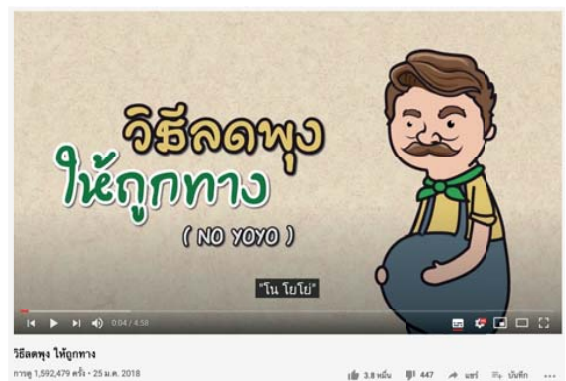 วิธีลดพุง
ให้ถูกทาง
( NO YOYO )
"โน โยโย่"
0:04 / 4:58
วิธีลดพุง ให้ถูกทาง
การดู 1,592,479 ครั้ง • 25 ม.ค. 2018
3.8 หมื่น 447 แชร์ บันทึก